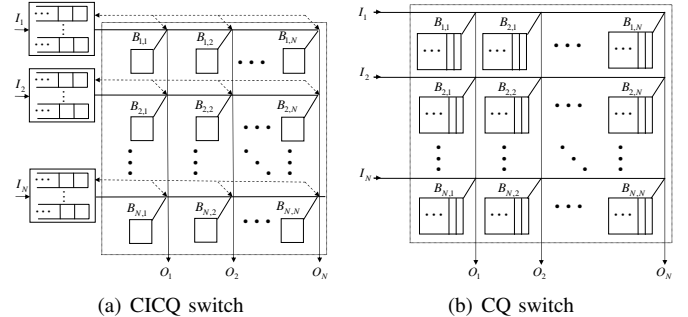 I1
B1,1 B1,2 B1,N
I2
B2,1 B2,2 B2,N
IN
BN,1 BN,2 BN,N
O1 O2 ON
(a) CICQ switch
I1
B1,1 B2,1 B1,N
I2
B2,1 B2,2 B2,N
IN
BN,1 BN,2 BN,N
O1 O2 ON
(b) CQ switch